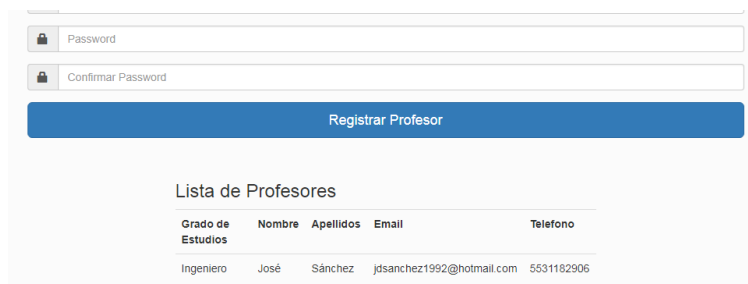 Password
Confirmar Password
Registrar Profesor
Lista de Profesores
Grado de Estudios Nombre Apellidos Email Telefono
Ingeniero José Sánchez jdsanchez1992@hotmail.com 5531182906